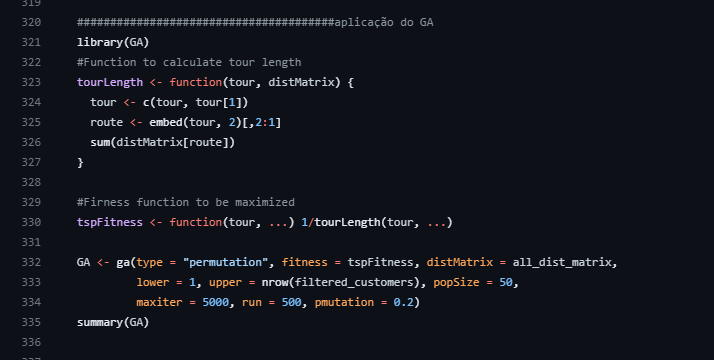 319
320 #######################################aplicação do GA
321 library(GA)
322 #Function to calculate tour length
323 tourLength <- function(tour, distMatrix) {
324   tour <- c(tour, tour[1])
325   route <- embed(tour, 2)[,2:1]
326   sum(distMatrix[route])
327 }
328
329 #Firness function to be maximized
330 tspFitness <- function(tour, ...) 1/tourLength(tour, ...)
331
332 GA <- ga(type = "permutation", fitness = tspFitness, distMatrix = all_dist_matrix,
333          lower = 1, upper = nrow(filtered_customers), popSize = 50,
334          maxiter = 5000, run = 500, pmutation = 0.2)
335 summary(GA)
336
337